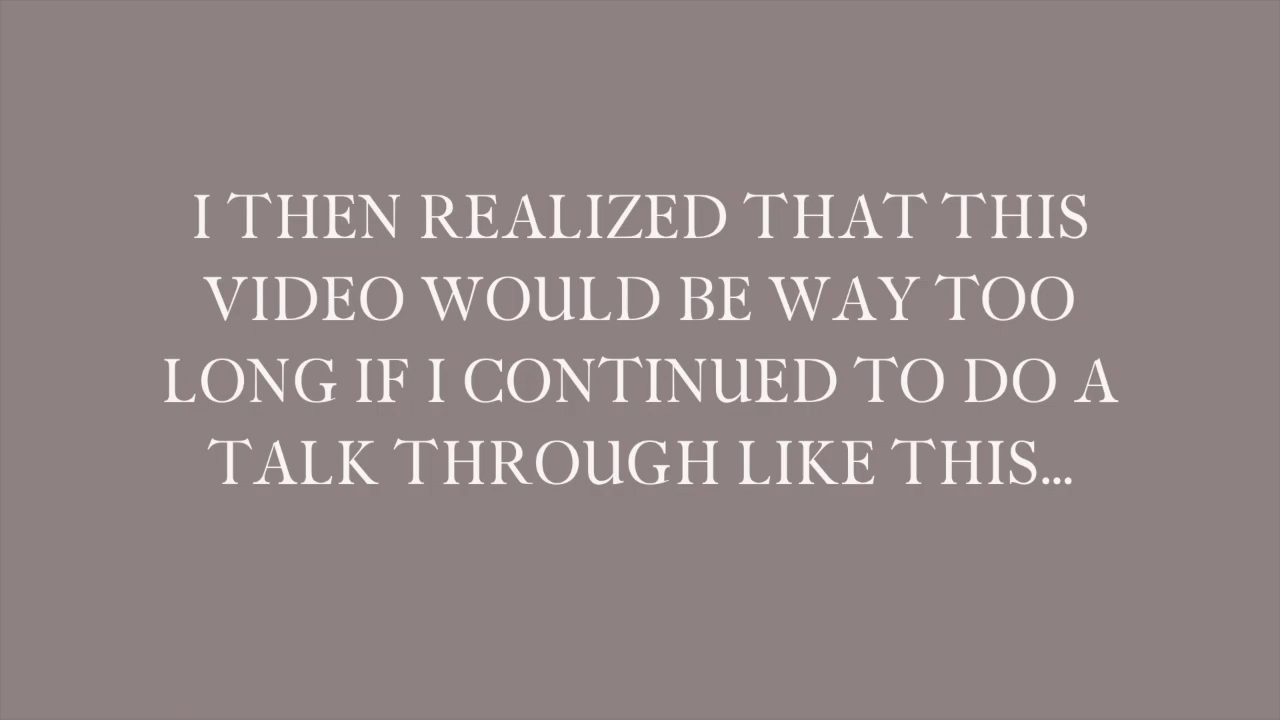 I THEN REALIZED THAT THIS
VIDEO WOULD BE WAY TOO
LONG IF I CONTINUED TO DO A
TALK THROUGH LIKE THIS...